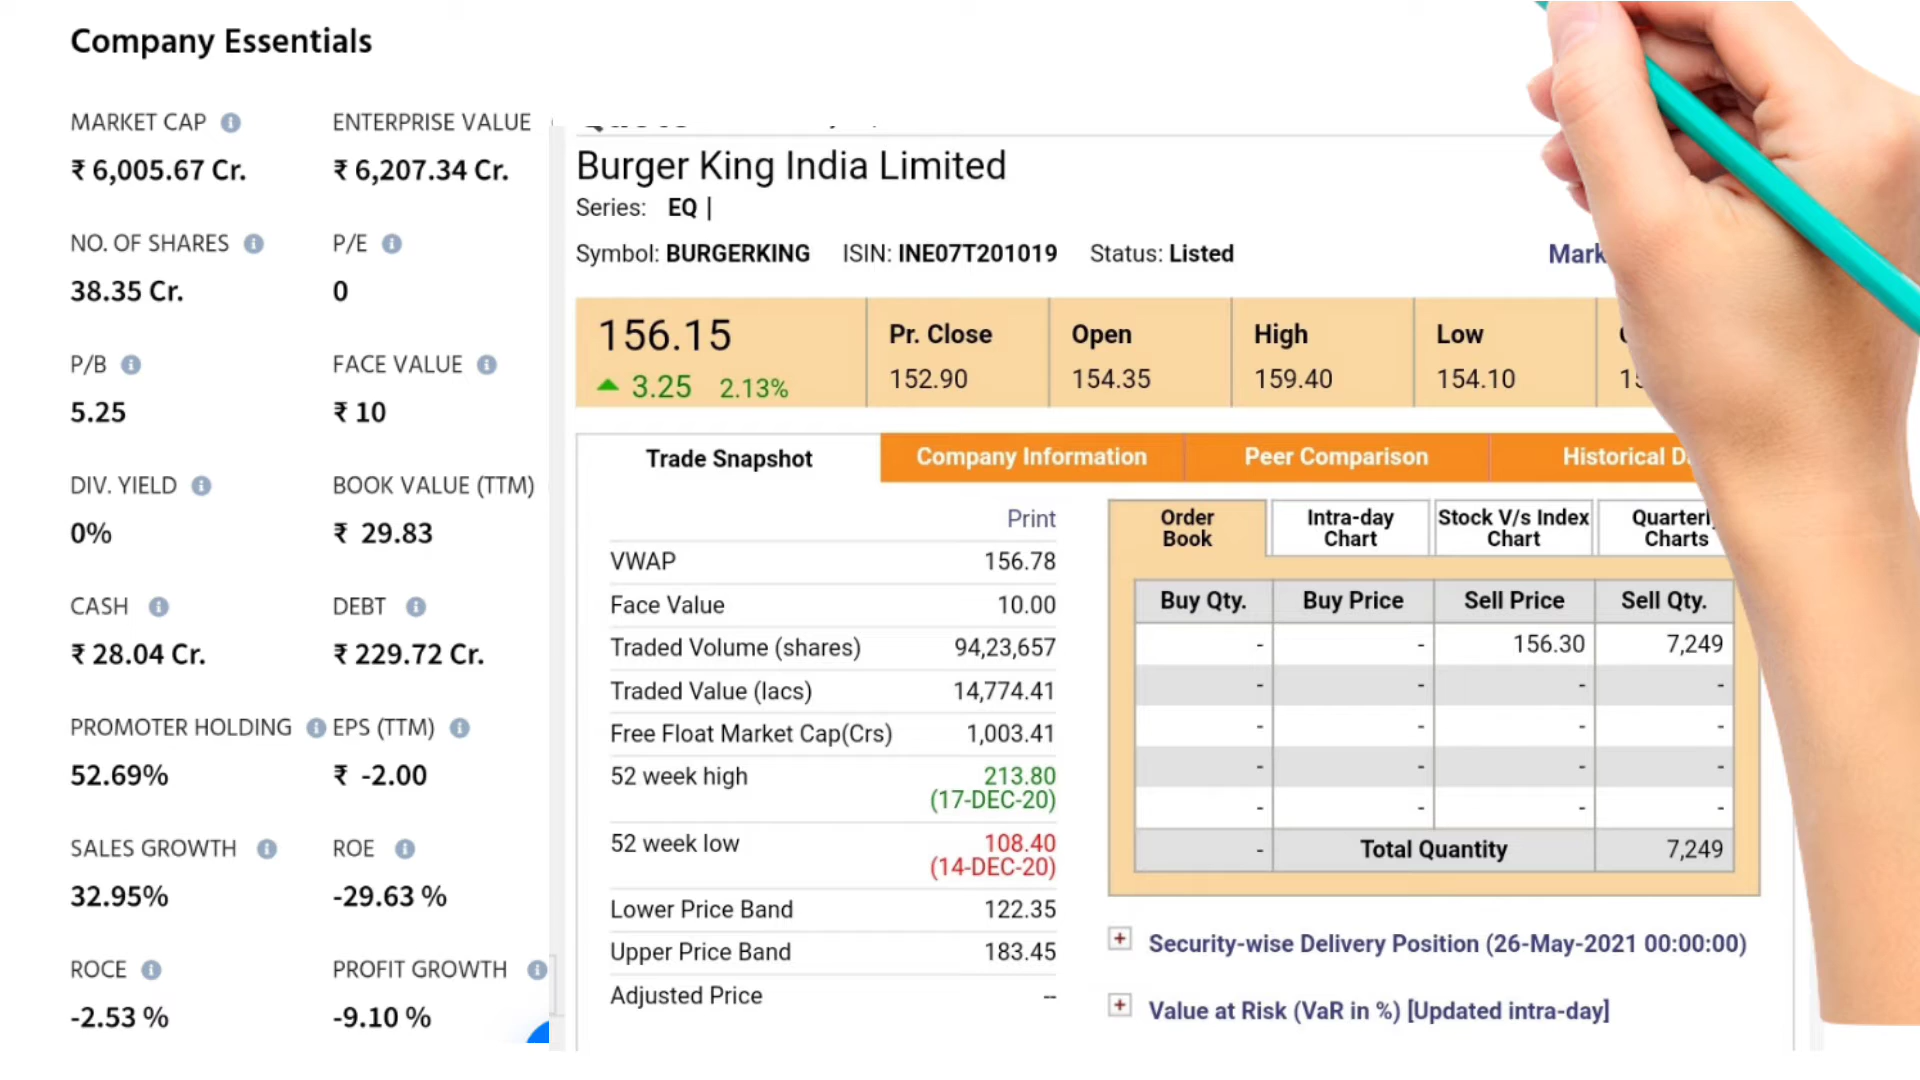 Company Essentials
MARKET CAP
ENTERPRISE VALUE
₹ 6,005.67 Cr.
₹ 6,207.34 Cr.
NO. OF SHARES
P/E
38.35 Cr.
0
P/B
FACE VALUE
5.25
₹ 10
DIV. YIELD
BOOK VALUE (TTM)
0%
₹ 29.83
CASH
DEBT
₹ 28.04 Cr.
₹ 229.72 Cr.
PROMOTER HOLDING
EPS (TTM)
52.69%
₹ -2.00
SALES GROWTH
ROE
32.95%
-29.63 %
ROCE
PROFIT GROWTH
-2.53 %
-9.10 %
Burger King India Limited
Series: EQ |
Symbol: BURGERKING ISIN: INE07T201019 Status: Listed
156.15
3.25 2.13%
Pr. Close
152.90
Open
154.35
High
159.40
Low
154.10
Trade Snapshot
Company Information
Peer Comparison
Historical
Print
VWAP 156.78
Face Value 10.00
Traded Volume (shares) 94,23,657
Traded Value (lacs) 14,774.41
Free Float Market Cap(Crs) 1,003.41
52 week high 213.80
(17-DEC-20)
52 week low 108.40
(14-DEC-20)
Lower Price Band 122.35
Upper Price Band 183.45
Adjusted Price --
Order
Book
Intra-day
Chart
Stock V/s Index
Chart
Charts
Buy Qty. Buy Price Sell Price Sell Qty.
- - 156.30 7,249
- - - -
- - - -
- - - -
- - - -
- Total Quantity 7,249
Security-wise Delivery Position (26-May-2021 00:00:00)
Value at Risk (VaR in %) [Updated intra-day]